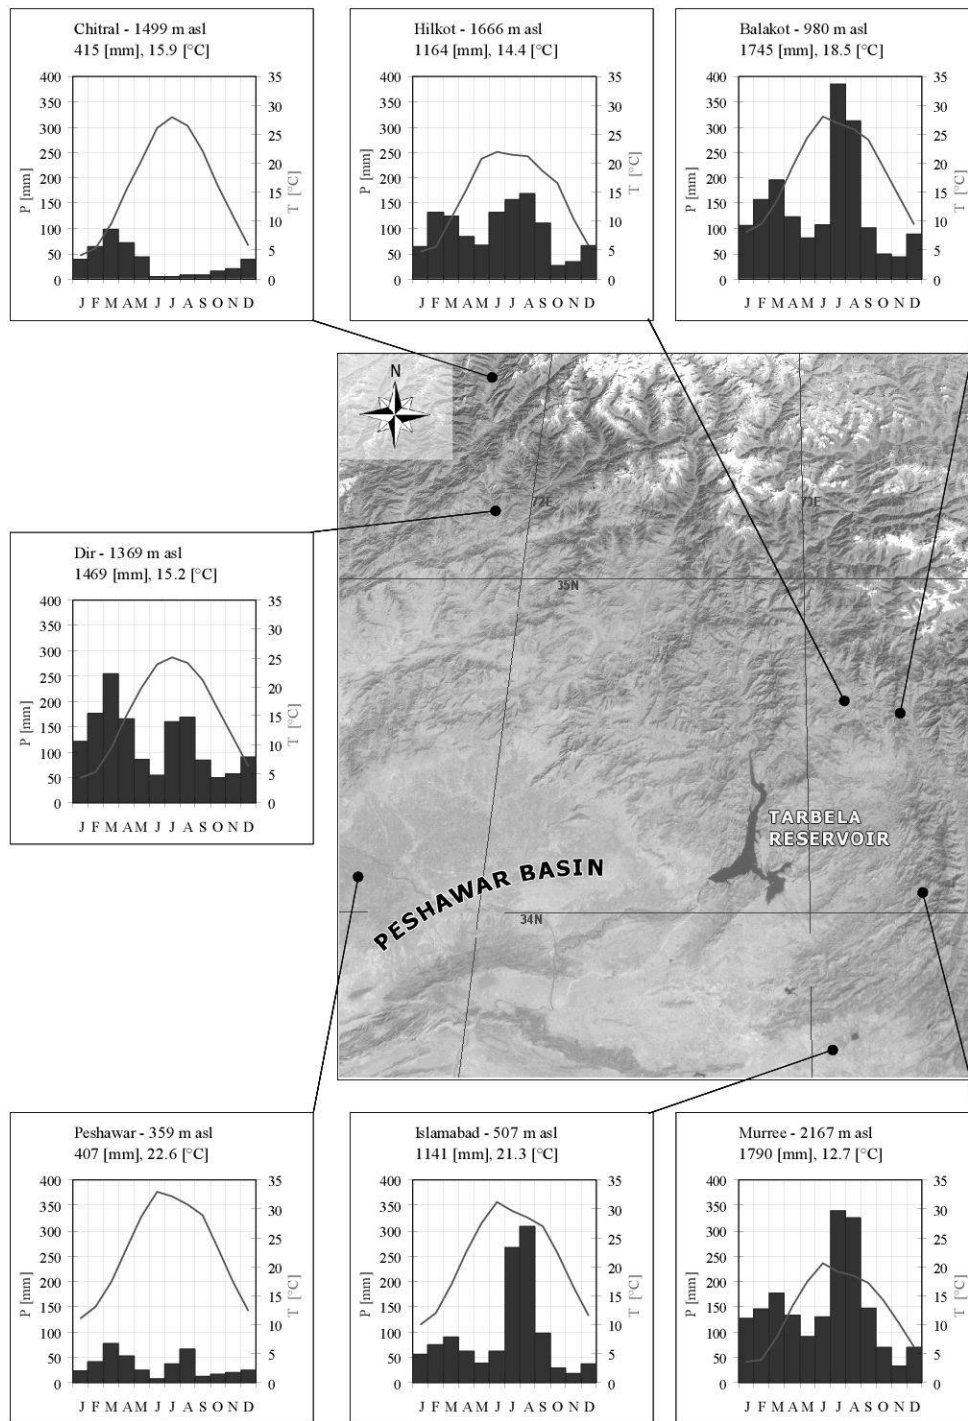 Chitral - 1499 m asl
415 [mm], 15.9 [°C]
400
350
300
250
200
150
100
50
0
P [mm]
35
30
25
20
15
10
5
0
T [°C]
J F M A M J J A S O N D
Hilkot - 1666 m asl
1164 [mm], 14.4 [°C]
400
350
300
250
200
150
100
50
0
P [mm]
35
30
25
20
15
10
5
0
T [°C]
J F M A M J J A S O N D
Balakot - 980 m asl
1745 [mm], 18.5 [°C]
400
350
300
250
200
150
100
50
0
P [mm]
35
30
25
20
15
10
5
0
T [°C]
J F M A M J J A S O N D
N
72E
73E
35N
Dir - 1369 m asl
1469 [mm], 15.2 [°C]
400
350
300
250
200
150
100
50
0
P [mm]
35
30
25
20
15
10
5
0
T [°C]
J F M A M J J A S O N D
TARBELA
RESERVOIR
PESHAWAR BASIN
34N
Peshawar - 359 m asl
407 [mm], 22.6 [°C]
400
350
300
250
200
150
100
50
0
P [mm]
35
30
25
20
15
10
5
0
T [°C]
J F M A M J J A S O N D
Islamabad - 507 m asl
1141 [mm], 21.3 [°C]
400
350
300
250
200
150
100
50
0
P [mm]
35
30
25
20
15
10
5
0
T [°C]
J F M A M J J A S O N D
Murree - 2167 m asl
1790 [mm], 12.7 [°C]
400
350
300
250
200
150
100
50
0
P [mm]
35
30
25
20
15
10
5
0
T [°C]
J F M A M J J A S O N D